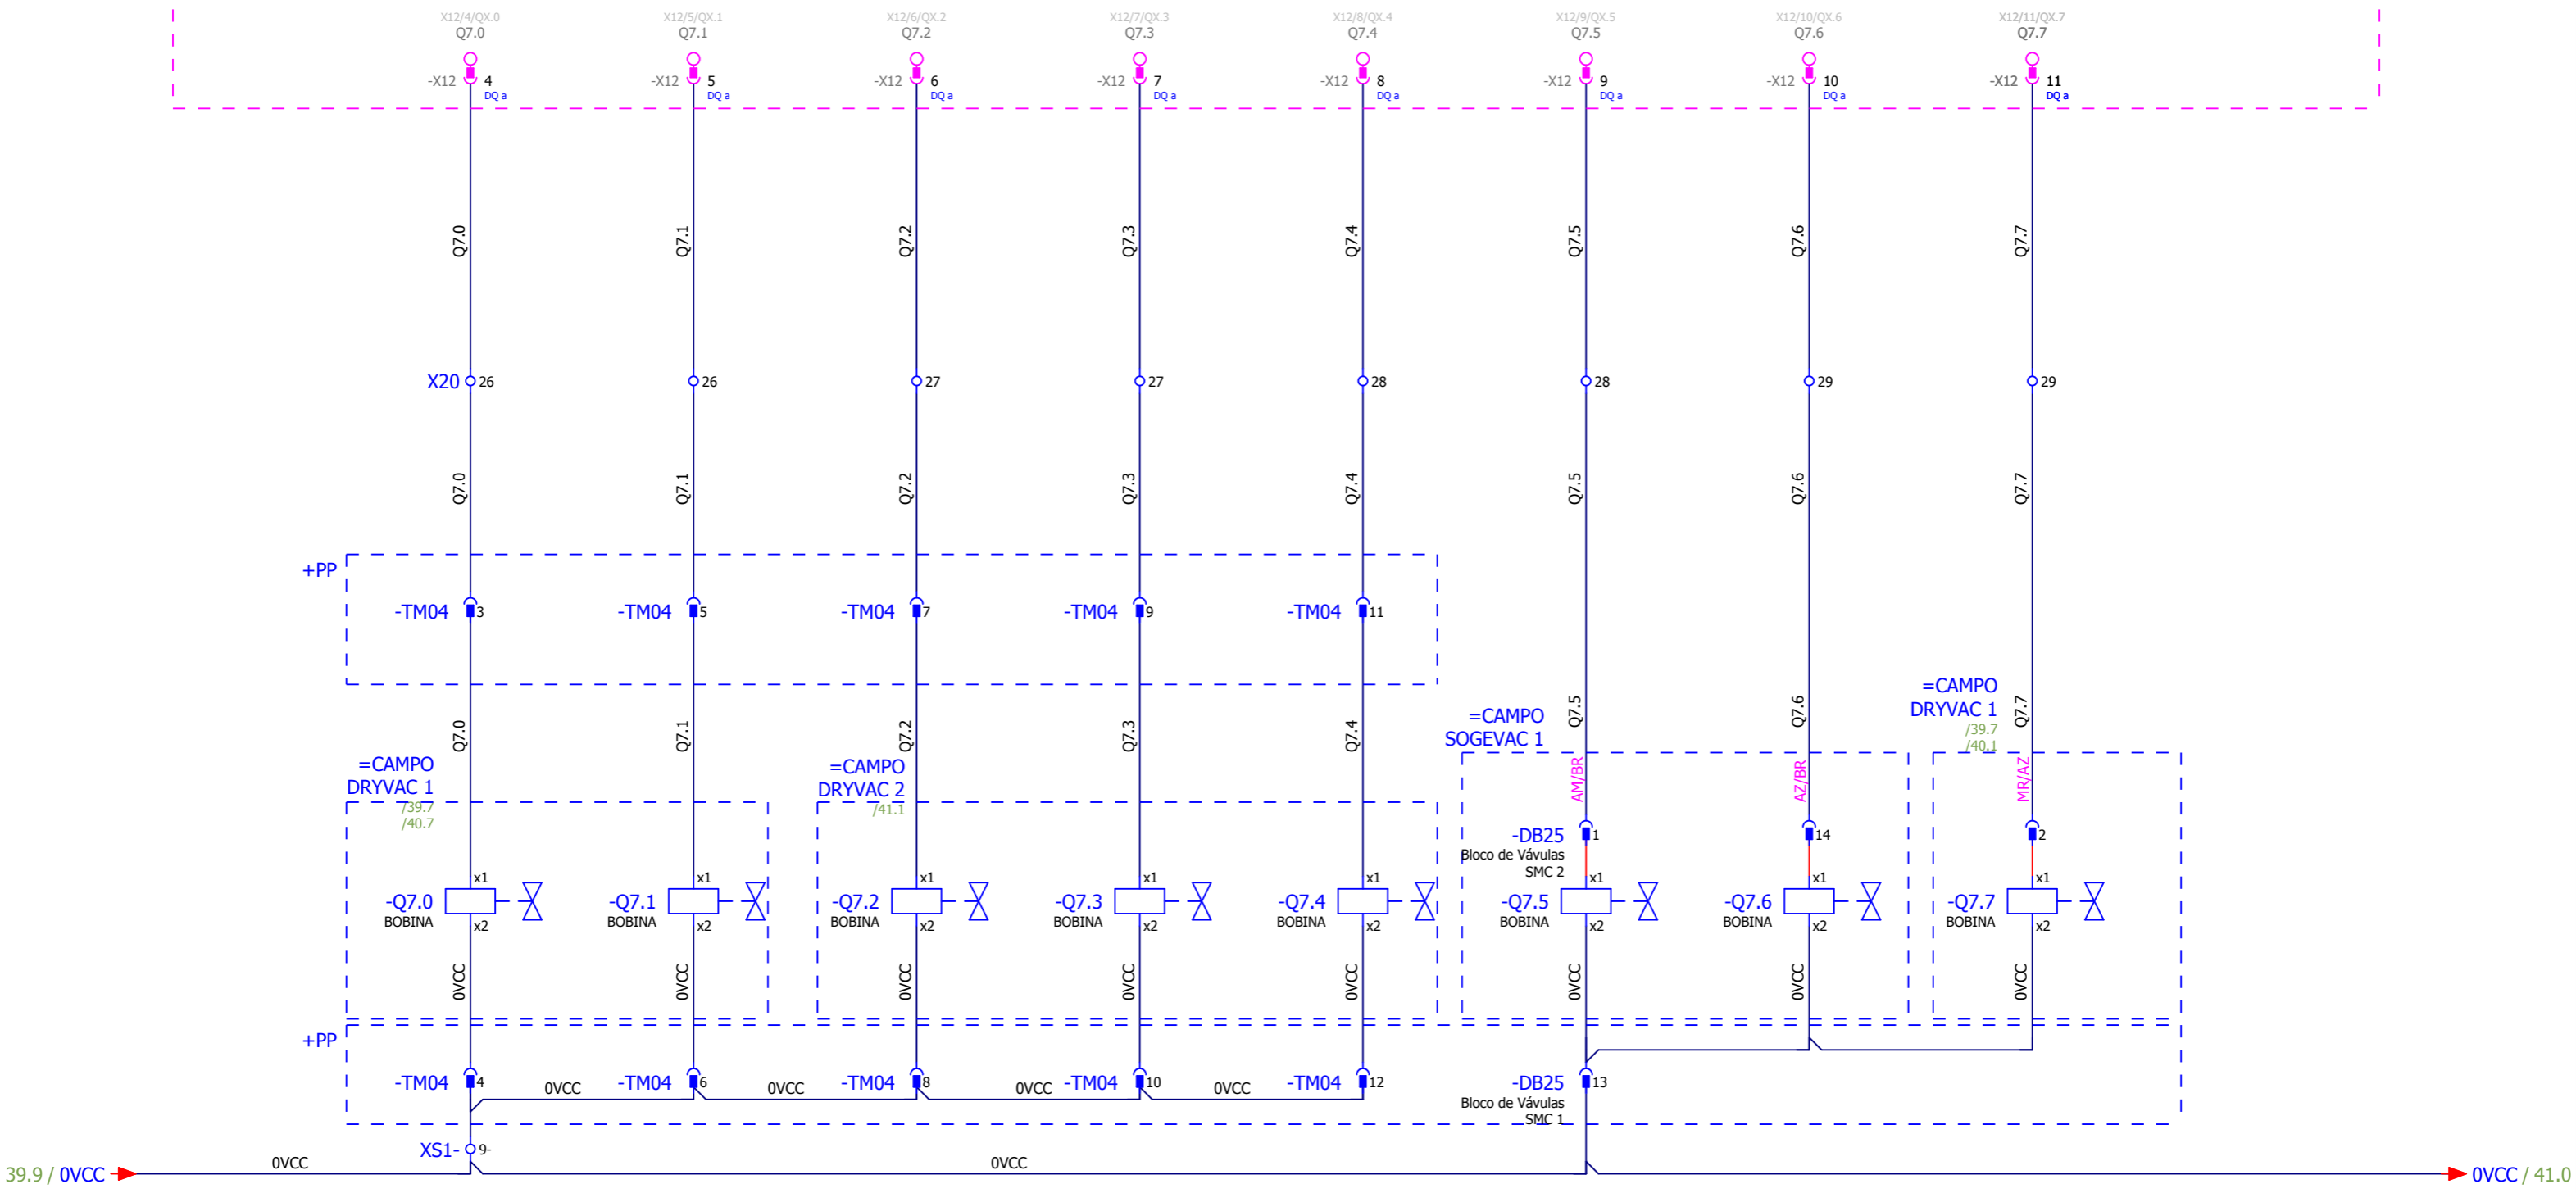 X12/4/QX.0 X12/5/QX.1 X12/6/QX.2 X12/7/QX.3 X12/8/QX.4 X12/9/QX.5 X12/10/QX.6 X12/11/QX.7
Q7.0 Q7.1 Q7.2 Q7.3 Q7.4 Q7.5 Q7.6 Q7.7
-X12 4 -X12 5 -X12 6 -X12 7 -X12 8 -X12 9 -X12 10 -X12 11
DQ a DQ a DQ a DQ a DQ a DQ a DQ a DQ a
Q7.0 Q7.1 Q7.2 Q7.3 Q7.4 Q7.5 Q7.6 Q7.7
X20 26 26 27 27 28 28 29 29
Q7.0 Q7.1 Q7.2 Q7.3 Q7.4 Q7.5 Q7.6 Q7.7
+PP
-TM04 3 -TM04 5 -TM04 7 -TM04 9 -TM04 11
Q7.0 Q7.1 Q7.2 Q7.3 Q7.4 Q7.5 Q7.6 Q7.7
=CAMPO
DRYVAC 1
/39.7
/40.7
=CAMPO
DRYVAC 2
/41.1
=CAMPO
SOGEVAC 1
=CAMPO
DRYVAC 1
/39.7
/40.1
AM/BR AZ/BR MR/AZ
-DB25 1 14 2
Bloco de Vávulas
SMC 2
x1 x1 x1 x1 x1 x1 x1 x1
-Q7.0 -Q7.1 -Q7.2 -Q7.3 -Q7.4 -Q7.5 -Q7.6 -Q7.7
BOBINA BOBINA BOBINA BOBINA BOBINA BOBINA BOBINA BOBINA
x2 x2 x2 x2 x2 x2 x2 x2
0VCC 0VCC 0VCC 0VCC 0VCC 0VCC 0VCC 0VCC
+PP
-TM04 4 -TM04 6 -TM04 8 -TM04 10 -TM04 12 -DB25 13
0VCC 0VCC 0VCC 0VCC
Bloco de Vávulas
SMC 1
XS1- 9-
0VCC 0VCC
39.9 / 0VCC 0VCC / 41.0